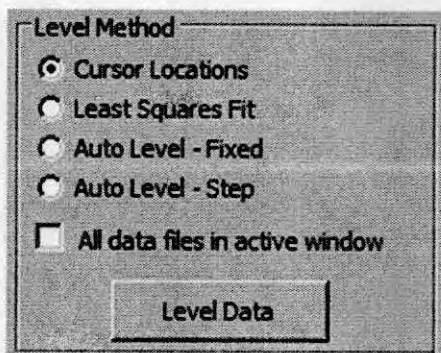 Level Method
Cursor Locations
Least Squares Fit
Auto Level - Fixed
Auto Level - Step
All data files in active window
Level Data